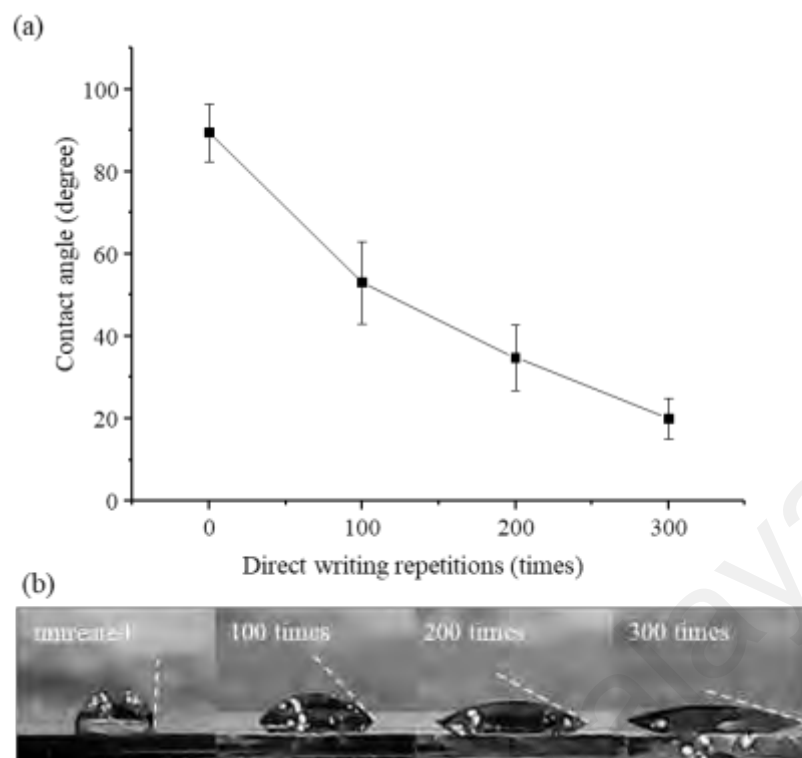 (a)
100
80
60
40
20
0
Contact angle (degree)
0 100 200 300
Direct writing repetitions (times)
(b)
100 times 200 times 300 times